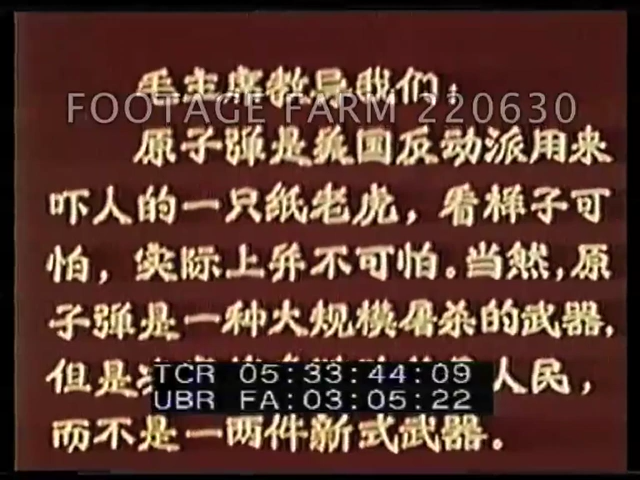 毛主席教导我们：
FOOTAGE FARM 220630
原子弹是美国反动派用来
吓人的一只纸老虎，看样子可
怕，实际上并不可怕。当然，原
子弹是一种大规模屠杀的武器，
但是
人民，
TCR 05:33:44:09
UBR FA:03:05:22
而不是一两件新式武器。